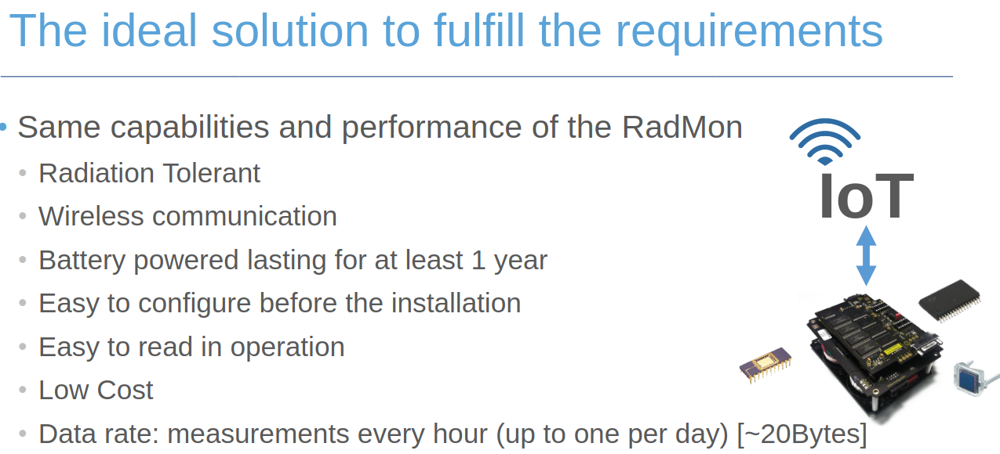 The ideal solution to fulfill the requirements
• Same capabilities and performance of the RadMon
• Radiation Tolerant
• Wireless communication
• Battery powered lasting for at least 1 year
• Easy to configure before the installation
• Easy to read in operation
• Low Cost
• Data rate: measurements every hour (up to one per day) [~20Bytes]
IoT